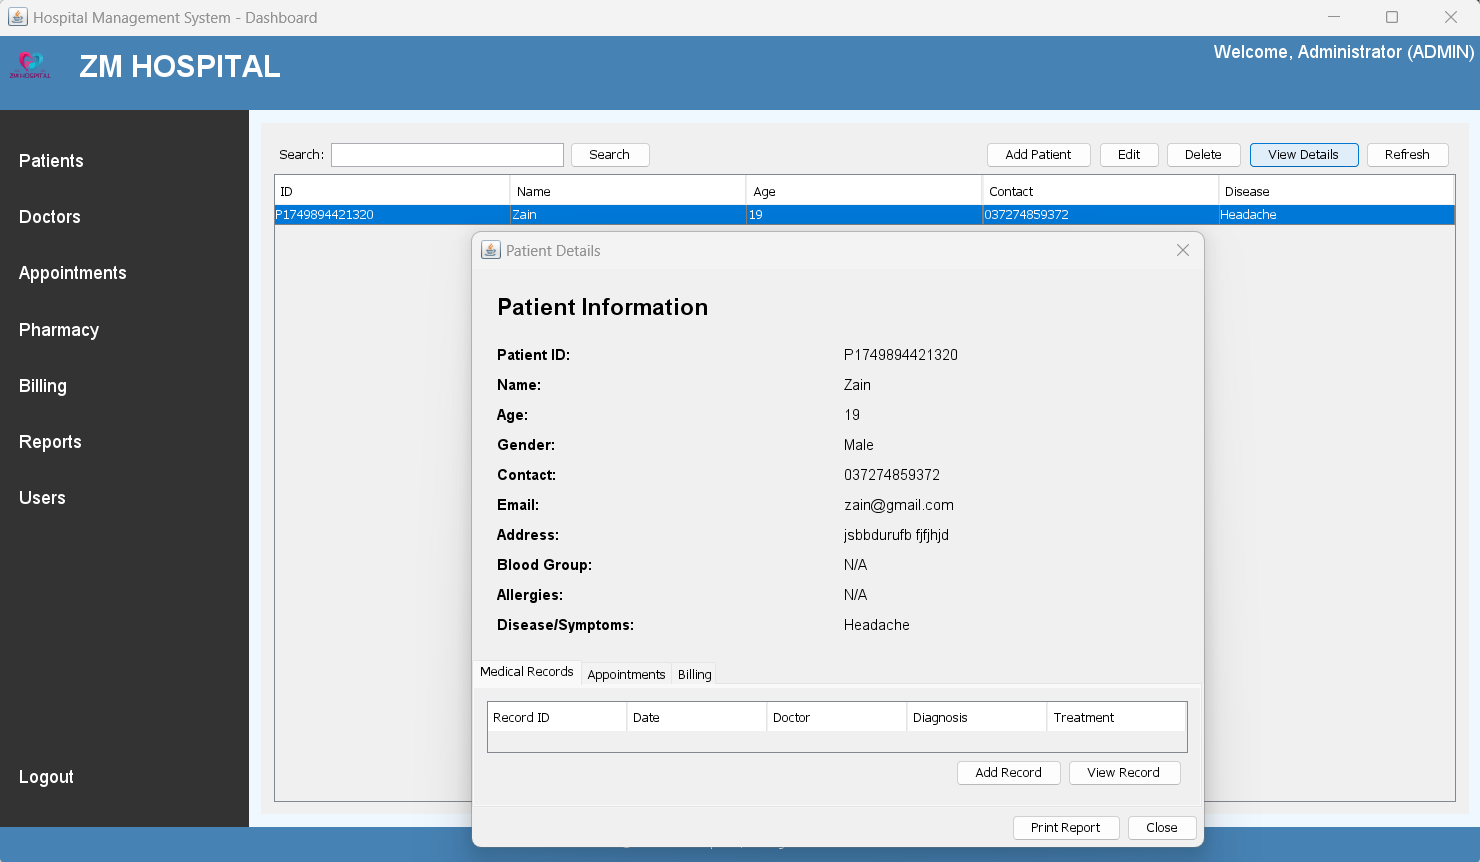 Hospital Management System - Dashboard
ZM HOSPITAL
ZM HOSPITAL
Welcome, Administrator (ADMIN)
Patients
Doctors
Appointments
Pharmacy
Billing
Reports
Users
Logout
Search: Search Add Patient Edit Delete View Details Refresh
ID Name Age Contact Disease
P1749894421320 Zain 19 037274859372 Headache
Patient Details
Patient Information
Patient ID: P1749894421320
Name: Zain
Age: 19
Gender: Male
Contact: 037274859372
Email: zain@gmail.com
Address: jsbbdurufb fjfjhjd
Blood Group: N/A
Allergies: N/A
Disease/Symptoms: Headache
Medical Records Appointments Billing
Record ID Date Doctor Diagnosis Treatment
Add Record View Record
Print Report Close